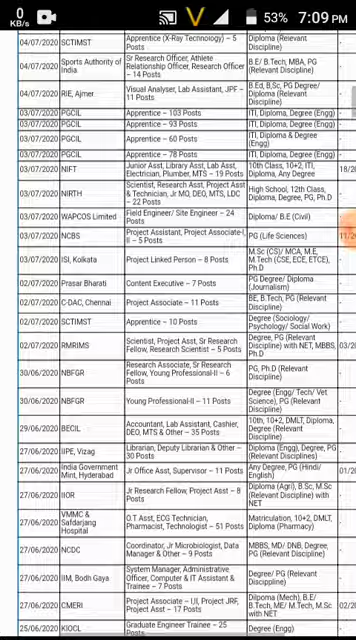 0 KB/S 53% 7:09 PM
04/07/2020 SCTIMST Apprentice (X-Ray Technology) – 5 Posts Diploma (Relevant Discipline) -
04/07/2020 Sports Authority of India Sr Research Officer, Athlete Relationship Officer, Research Officer – 14 Posts B.E/ B.Tech, MBA, PG (Relevant Discipline) -
04/07/2020 RIE, Ajmer Visual Analyser, Lab Assistant, JPF – 11 Posts B.Ed, B,Sc, PG Degree/ Diploma (Relevant Discipline) -
03/07/2020 PGCIL Apprentice – 103 Posts ITI, Diploma, Degree (Engg) -
03/07/2020 PGCIL Apprentice – 93 Posts ITI, Diploma, Degree (Engg) -
03/07/2020 PGCIL Apprentice – 60 Posts ITI, Diploma & Degree (Engg) -
03/07/2020 PGCIL Apprentice – 78 Posts ITI, Diploma, Degree (Engg) -
03/07/2020 NIFT Junior Asst, Library Asst, Lab Asst, Electrician, Plumber, MTS – 19 Posts 10th Class, 10+2, ITI, Diploma, Any Degree 18/20
03/07/2020 NIRTH Scientist, Research Asst, Project Asst & Technician, Jr MO, DEO, MTS, LDC – 22 Posts High School, 12th Class, Diploma, Degree, PG, Ph.D -
03/07/2020 WAPCOS Limited Field Engineer/ Site Engineer – 24 Posts Diploma/ B.E (Civil) -
03/07/2020 NCBS Project Assistant, Project Associate-I, II – 5 Posts PG (Life Sciences) 11/20
03/07/2020 ISI, Kolkata Project Linked Person – 8 Posts M.Sc (CS)/ MCA, M.E, M.Tech (CSE, ECE, ETCE), Ph.D -
02/07/2020 Prasar Bharati Content Executive – 7 Posts PG Degree/ Diploma (Journalism) -
02/07/2020 C-DAC, Chennai Project Associate – 11 Posts BE, B.Tech, PG (Relevant Discipline) -
02/07/2020 SCTIMST Apprentice – 10 Posts Degree (Sociology/ Psychology/ Social Work) -
02/07/2020 RMRIMS Scientist, Project Asst, Sr Research Fellow, Research Scientist – 5 Posts Degree, PG (Relevant Discipline) with NET, MBBS, Ph.D 03/20
30/06/2020 NBFGR Research Associate, Sr Research Fellow, Young Professional-II – 6 Posts PG, Ph.D (Relevant Discipline) -
30/06/2020 NBFGR Young Professional-II – 11 Posts Degree (Engg/ Tech/ Vet Science), PG (Relevant Discipline) -
29/06/2020 BECIL Accountant, Lab Assistant, Cashier, DEO, MTS & Other – 35 Posts 10th, 10+2, DMLT, Diploma, Degree (Relevant Discipline) -
27/06/2020 IIPE, Vizag Librarian, Deputy Librarian & Other – 30 Posts Diploma (Engg), Degree, PG (Relevant Disciplines) -
27/06/2020 India Government Mint, Hyderabad Jr Office Asst, Supervisor – 11 Posts Any Degree, PG (Hindi/ English) 01/20
27/06/2020 IIOR Jr Research Fellow, Project Asst – 8 Posts Diploma (Agri), B.Sc, M.Sc (Relevant Discipline) with NET -
27/06/2020 VMMC & Safdarjang Hospital O.T Asst, ECG Technician, Pharmacist, Technologist – 51 Posts Matriculation, 10+2, DMLT, Diploma (Pharmacy) -
27/06/2020 NCDC Coordinator, Jr Microbiologist, Data Manager & Other – 9 Posts MBBS, MD/ DNB, Degree, PG (Relevant Discipline) -
27/06/2020 IIM, Bodh Gaya System Manager, Administrative Officer, Computer & IT Assistant & Trainee – 7 Posts Degree/ PG (Relevant Discipline) -
27/06/2020 CMERI Project Associate – I,II, Project JRF, Project Asst – 17 Posts Dilpoma (Mech), B.E/ B.Tech, ME/ M.Tech, M.Sc with NET 02/20
25/06/2020 KIOCL Graduate Engineer Trainee – 25 Posts Degree (Engg) -